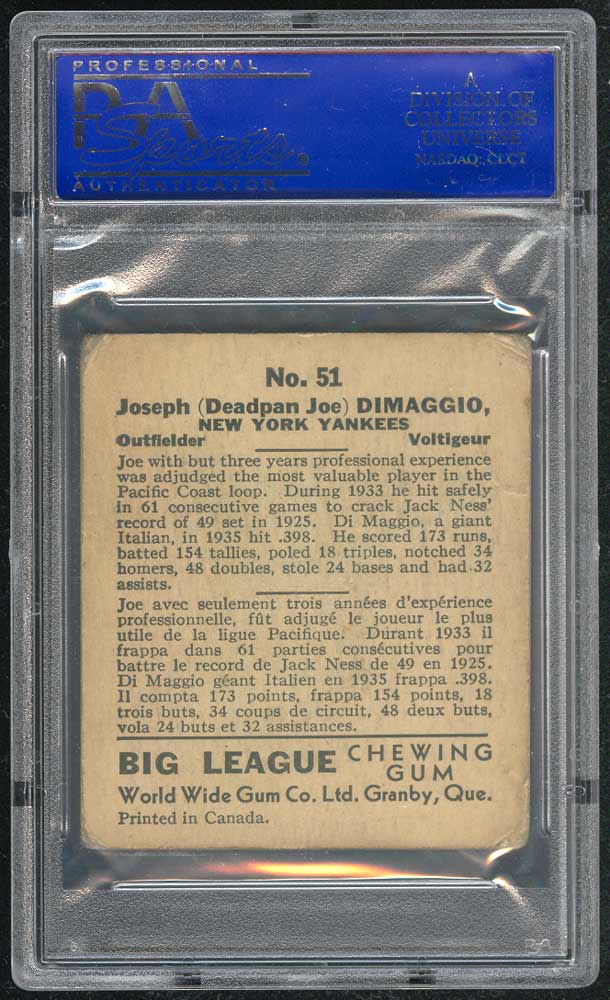 PROFESSIONAL
PSA
Sports
AUTHENTICATOR
A
DIVISION OF
COLLECTORS
UNIVERSE
NASDAQ: CLCT
No. 51
Joseph (Deadpan Joe) DIMAGGIO,
NEW YORK YANKEES
Outfielder Voltigeur
Joe with but three years professional experience
was adjudged the most valuable player in the
Pacific Coast loop. During 1933 he hit safely
in 61 consecutive games to crack Jack Ness'
record of 49 set in 1925. Di Maggio, a giant
Italian, in 1935 hit .398. He scored 173 runs,
batted 154 tallies, poled 18 triples, notched 34
homers, 48 doubles, stole 24 bases and had 32
assists.
Joe avec seulement trois années d'expérience
professionnelle, fût adjugé le joueur le plus
utile de la ligue Pacifique. Durant 1933 il
frappa dans 61 parties consécutives pour
battre le record de Jack Ness de 49 en 1925.
Di Maggio géant Italien en 1935 frappa .398.
Il compta 173 points, frappa 154 points, 18
trois buts, 34 coups de circuit, 48 deux buts,
vola 24 buts et 32 assistances.
BIG LEAGUE CHEWING GUM
World Wide Gum Co. Ltd. Granby, Que.
Printed in Canada.
PSA